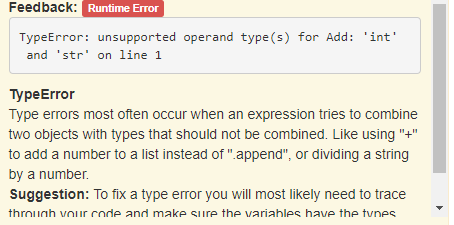 Feedback: Runtime Error
TypeError: unsupported operand type(s) for Add: 'int'
and 'str' on line 1
TypeError
Type errors most often occur when an expression tries to combine
two objects with types that should not be combined. Like using "+"
to add a number to a list instead of ".append", or dividing a string
by a number.
Suggestion: To fix a type error you will most likely need to trace
through your code and make sure the variables have the types